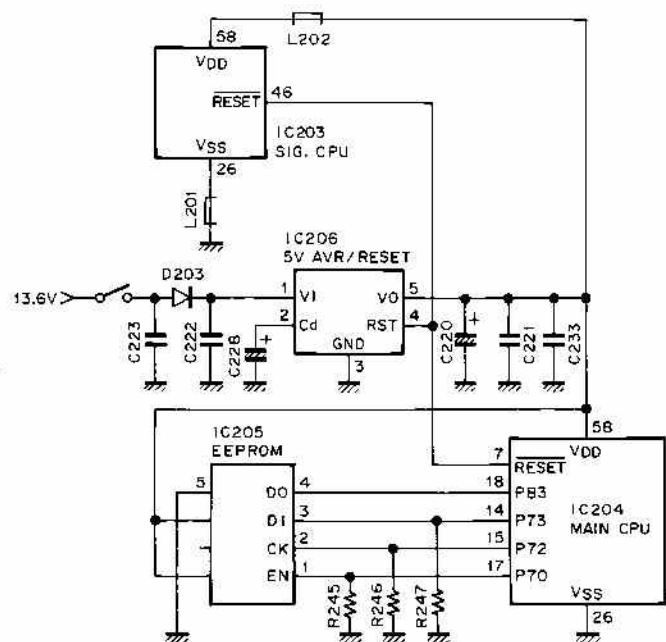 58
L202
VDD
RESET
46
IC203
SIG. CPU
VSS
26
L201
IC206
5V AVR/RESET
13.6V
D203
1
VI
VO
5
2
Cd
RST
4
GND
3
C223
C222
C228
+
C220
+
C221
C233
IC205
EEPROM
58
VDD
7
RESET
5
DO
4
18
P83
IC204
MAIN CPU
DI
3
14
P73
CK
2
15
P72
EN
1
17
P70
R245
R246
R247
VSS
26